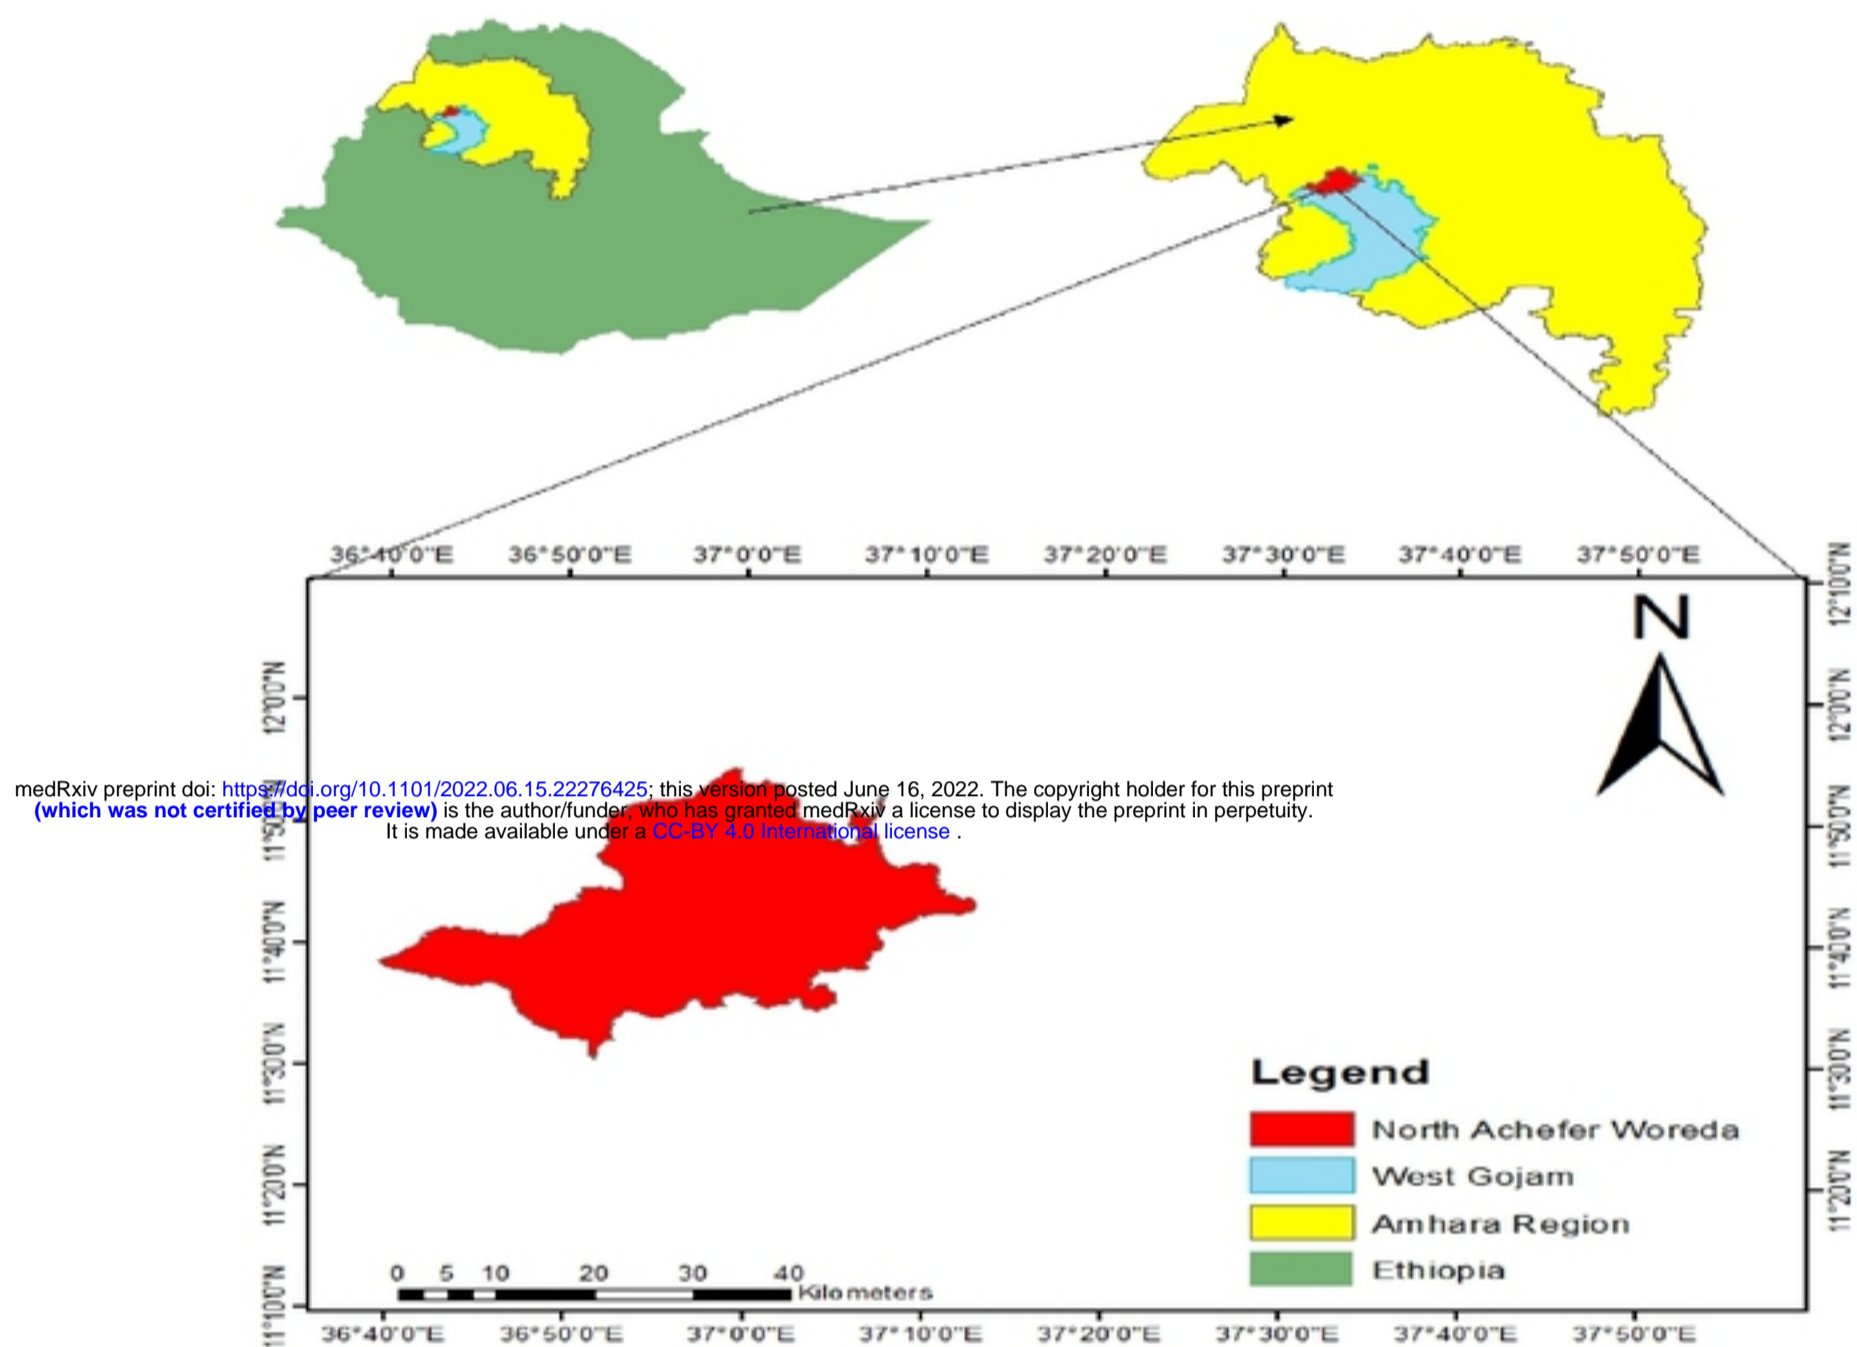 36°40'0"E 36°50'0"E 37°0'0"E 37°10'0"E 37°20'0"E 37°30'0"E 37°40'0"E 37°50'0"E
12°10'0"N
N
12°0'0"N
12°0'0"N
medRxiv preprint doi: https://doi.org/10.1101/2022.06.15.22276425; this version posted June 16, 2022. The copyright holder for this preprint
(which was not certified by peer review) is the author/funder, who has granted medRxiv a license to display the preprint in perpetuity.
It is made available under a CC-BY 4.0 International license .
11°50'0"N
11°50'0"N
11°40'0"N
11°40'0"N
11°30'0"N
11°30'0"N
Legend
North Achefer Woreda
West Gojam
Amhara Region
Ethiopia
11°20'0"N
11°20'0"N
0 5 10 20 30 40
Kilometers
11°10'0"N
36°40'0"E 36°50'0"E 37°0'0"E 37°10'0"E 37°20'0"E 37°30'0"E 37°40'0"E 37°50'0"E